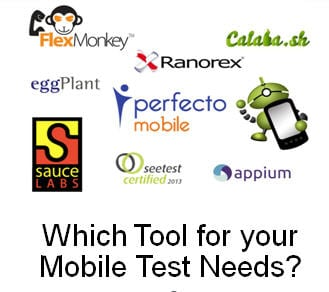 FlexMonkey™
Calaba.sh
Ranorex®
eggPlant
perfecto
mobile
SAUCE
LABS
seetest
certified 2013
appium
Which Tool for your
Mobile Test Needs?